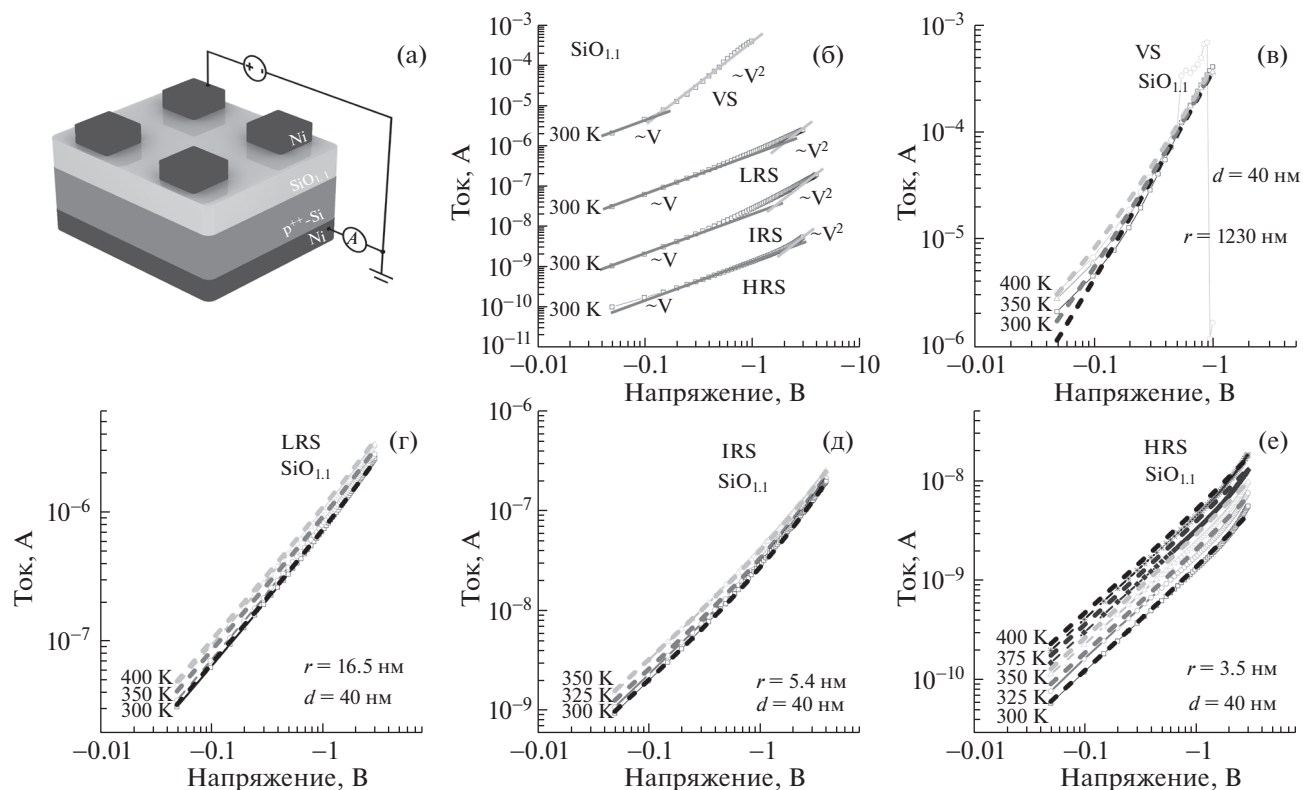 (а)
Ni
SiO1.1
p++-Si
Ni
A
10−3
10−4
10−5
10−6
10−7
10−8
10−9
10−10
10−11
Ток, А
SiO1.1
(б)
~V2
VS
300 K
~V
~V2
LRS
300 K
~V
~V2
IRS
300 K
~V
~V2
HRS
300 K
~V
−0.01
−0.1
−1
−10
Напряжение, В
10−3
10−4
10−5
10−6
Ток, А
VS
(в)
SiO1.1
d = 40 нм
r = 1230 нм
400 K
350 K
300 K
−0.01
−0.1
−1
Напряжение, В
10−6
10−7
Ток, А
LRS
(г)
SiO1.1
400 K
350 K
300 K
r = 16.5 нм
d = 40 нм
−0.01
−0.1
−1
Напряжение, В
10−6
10−7
10−8
10−9
Ток, А
IRS
(д)
SiO1.1
350 K
325 K
300 K
r = 5.4 нм
d = 40 нм
−0.01
−0.1
−1
Напряжение, В
10−8
10−9
10−10
Ток, А
HRS
(е)
SiO1.1
400 K
375 K
350 K
325 K
300 K
r = 3.5 нм
d = 40 нм
−0.01
−0.1
−1
Напряжение, В